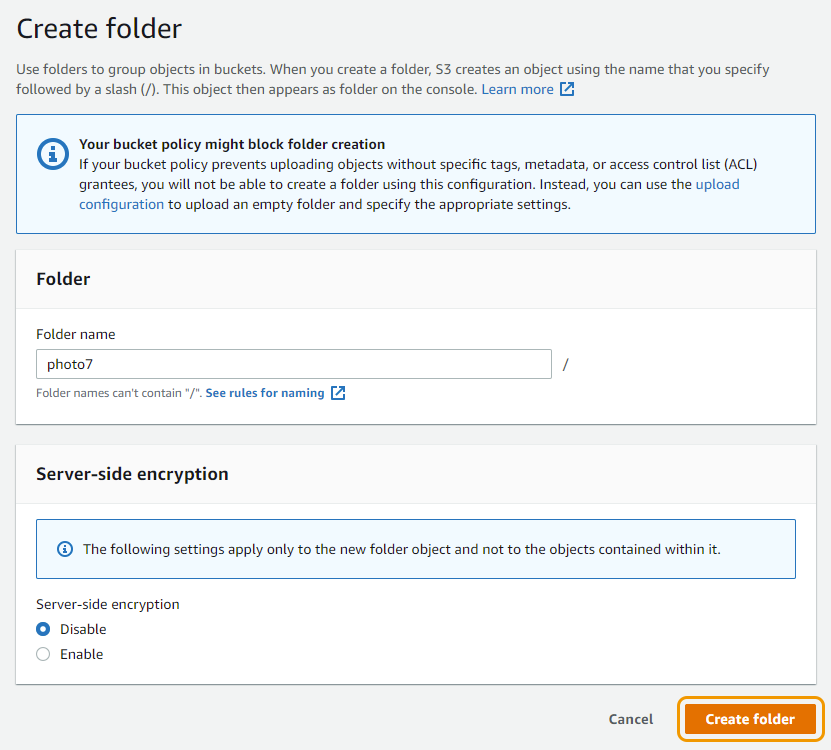 Create folder
Use folders to group objects in buckets. When you create a folder, S3 creates an object using the name that you specify
followed by a slash (/). This object then appears as folder on the console. Learn more
Your bucket policy might block folder creation
If your bucket policy prevents uploading objects without specific tags, metadata, or access control list (ACL)
grantees, you will not be able to create a folder using this configuration. Instead, you can use the upload
configuration to upload an empty folder and specify the appropriate settings.
Folder
Folder name
photo7 /
Folder names can't contain "/". See rules for naming
Server-side encryption
The following settings apply only to the new folder object and not to the objects contained within it.
Server-side encryption
Disable
Enable
Cancel Create folder